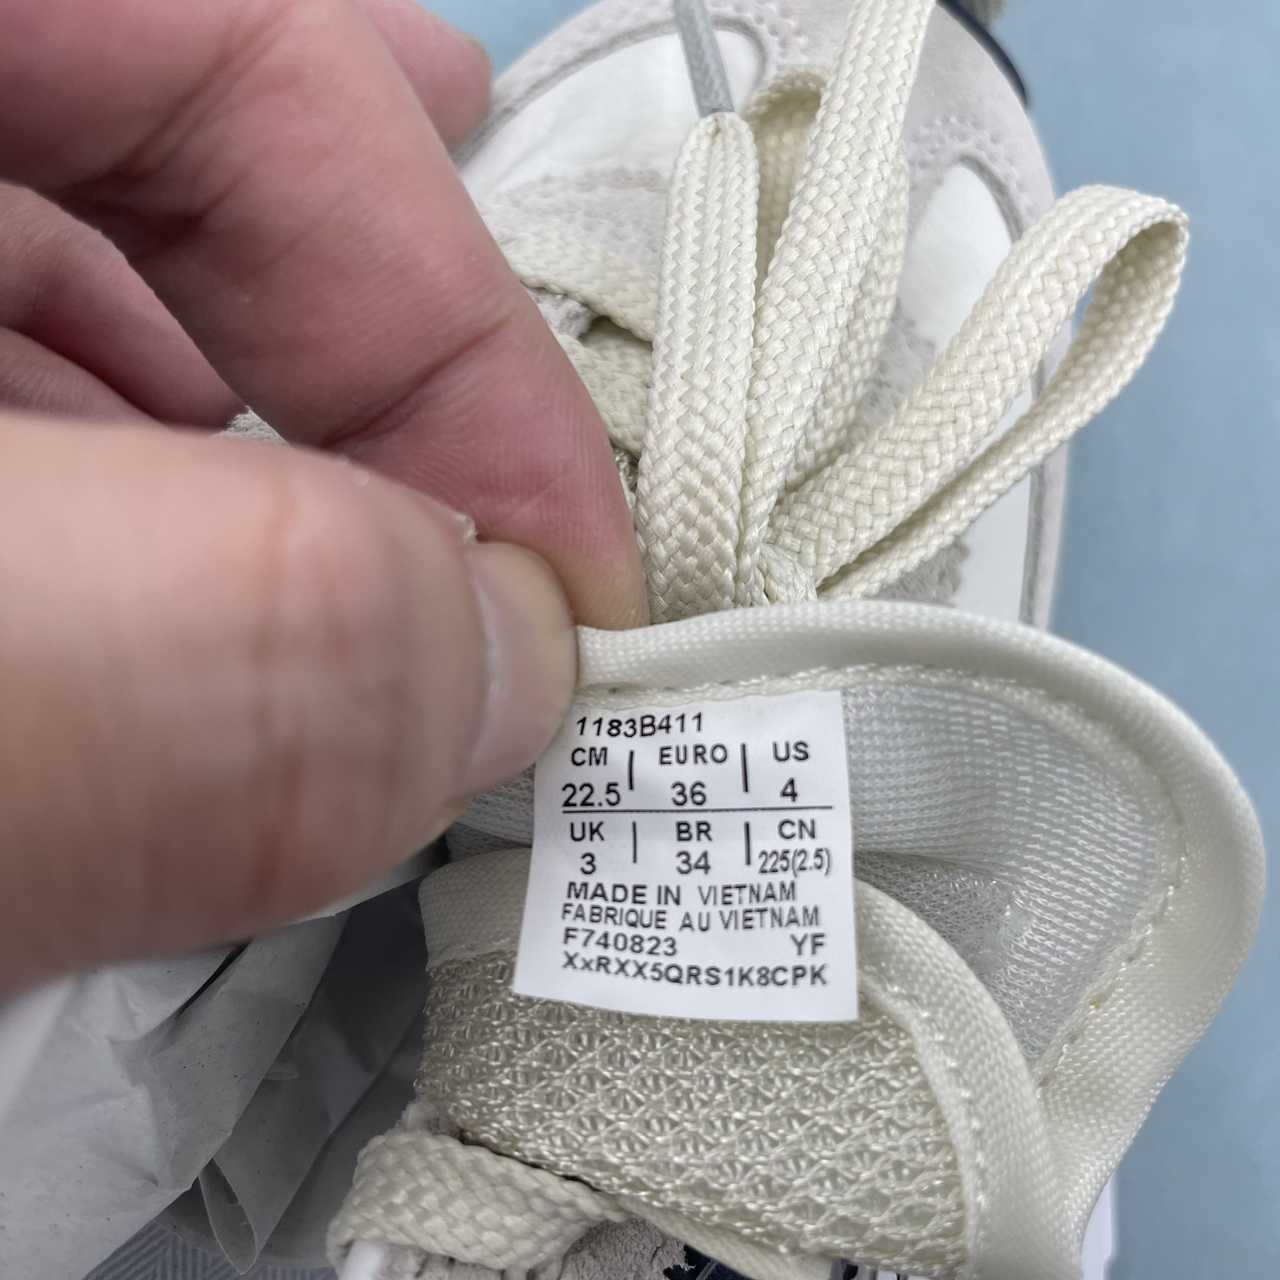 1183B411
CM | EURO | US
22.5 | 36 | 4
UK | BR | CN
3 | 34 | 225(2.5)
MADE IN VIETNAM
FABRIQUE AU VIETNAM
F740823 YF
XxRXX5QRS1K8CPK